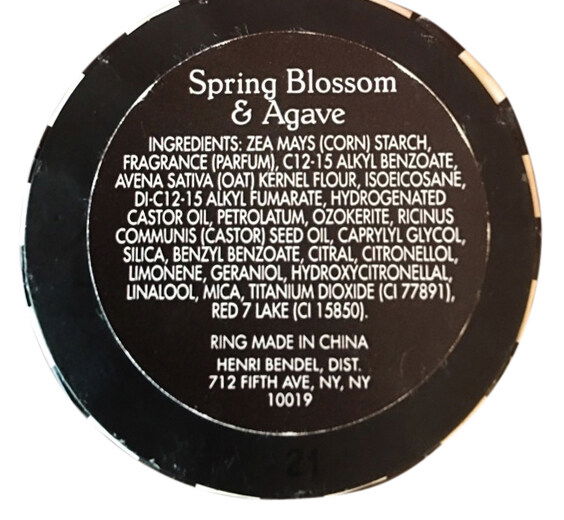 Spring Blossom
& Agave
INGREDIENTS: ZEA MAYS (CORN) STARCH,
FRAGRANCE (PARFUM), C12-15 ALKYL BENZOATE,
AVENA SATIVA (OAT) KERNEL FLOUR, ISOEICOSANE,
DI-C12-15 ALKYL FUMARATE, HYDROGENATED
CASTOR OIL, PETROLATUM, OZOKERITE, RICINUS
COMMUNIS (CASTOR) SEED OIL, CAPRYLYL GLYCOL,
SILICA, BENZYL BENZOATE, CITRAL, CITRONELLOL,
LIMONENE, GERANIOL, HYDROXYCITRONELLAL,
LINALOOL, MICA, TITANIUM DIOXIDE (CI 77891),
RED 7 LAKE (CI 15850).
RING MADE IN CHINA
HENRI BENDEL, DIST.
712 FIFTH AVE, NY, NY
10019
21